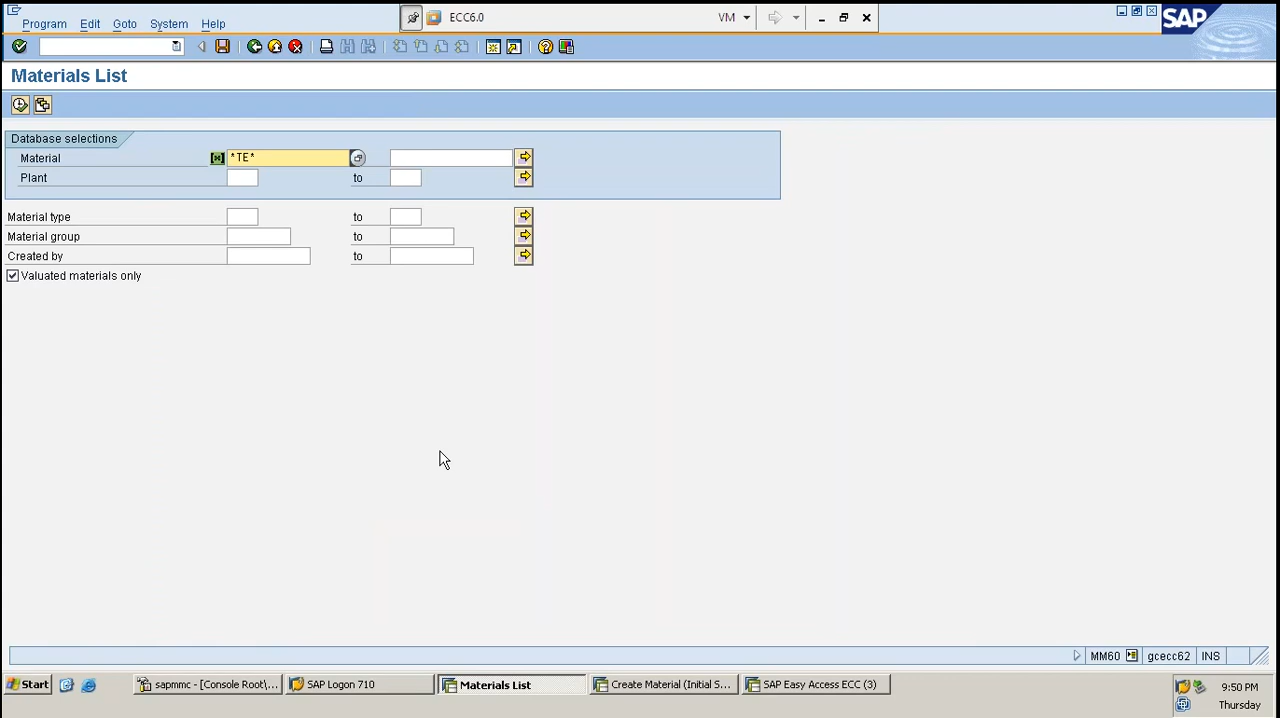 ECC6.0
VM
Program Edit Goto System Help
SAP
Materials List
Database selections
Material *TE*
Plant to
Material type to
Material group to
Created by to
Valuated materials only
MM60 gcecc62 INS
Start sapmmc - [Console Root\... SAP Logon 710 Materials List Create Material (Initial S... SAP Easy Access ECC (3) 9:50 PM
Thursday